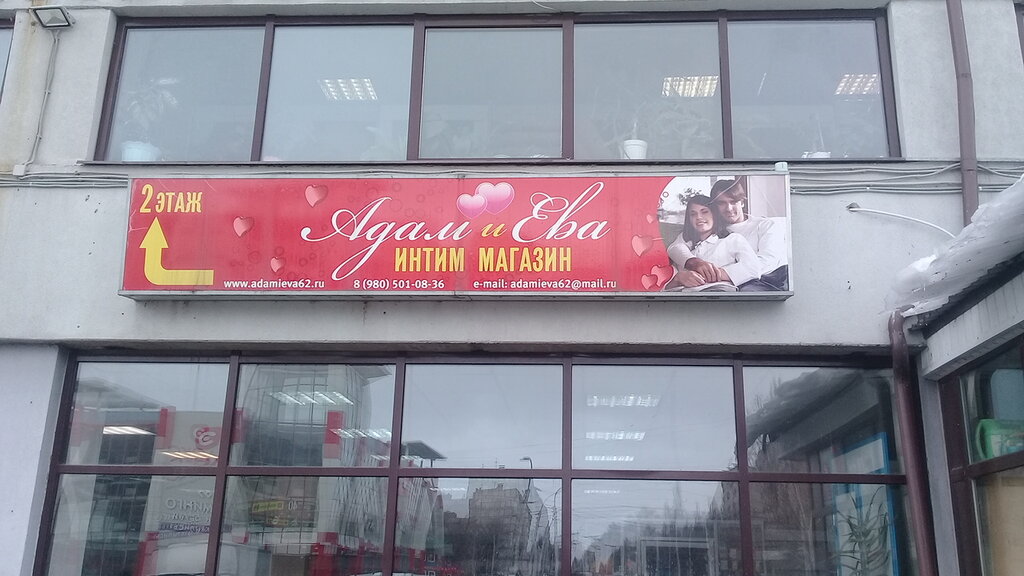 2 ЭТАЖ
Адам и Ева
ИНТИМ МАГАЗИН
www.adamieva62.ru 8 (980) 501-08-36 e-mail: adamieva62@mail.ru